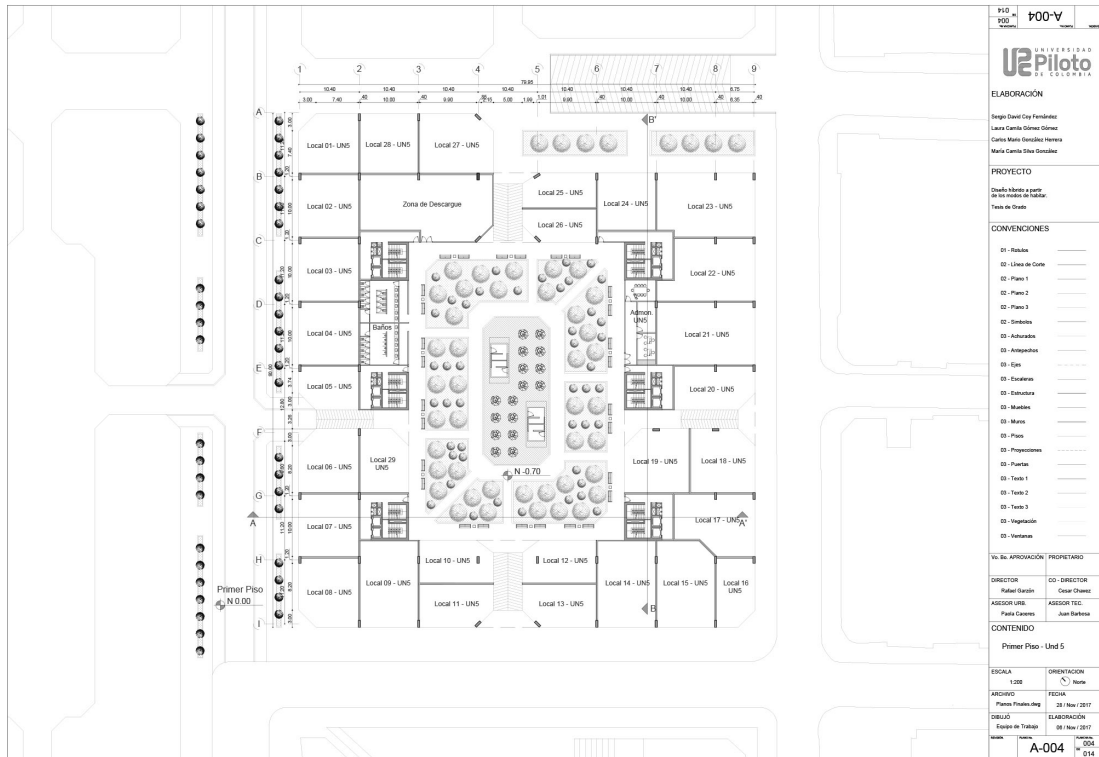 A-004
014
004
UNIVERSIDAD
Piloto
DE COLOMBIA
ELABORACIÓN
Sergio David Coy Fernández
Laura Camila Gómez Gómez
Carlos Mario González Herrera
María Camila Silva González
PROYECTO
Diseño híbrido a partir
de los modos de habitar.
Tesis de Grado
CONVENCIONES
01 - Rotulos
02 - Línea de Corte
02 - Plano 1
02 - Plano 2
02 - Plano 3
02 - Simbolos
03 - Achurados
03 - Antepechos
03 - Ejes
03 - Escaleras
03 - Estructura
03 - Muebles
03 - Muros
03 - Pisos
03 - Proyecciones
03 - Puertas
03 - Texto 1
03 - Texto 2
03 - Texto 3
03 - Vegetación
03 - Ventanas
Vo. Bo. APROVACIÓN PROPIETARIO
DIRECTOR CO - DIRECTOR
Rafael Garzón Cesar Chavez
ASESOR URB. ASESOR TEC.
Paola Caceres Juan Barbosa
CONTENIDO
Primer Piso - Und 5
ESCALA ORIENTACION
1:200 Norte
ARCHIVO FECHA
Planos Finales.dwg 28 / Nov / 2017
DIBUJÓ ELABORACIÓN
Equipo de Trabajo 08 / Nov / 2017
A-004
004
014
1 2 3 4 5 6 7 8 9
79.95
10.40 10.40 10.40 10.40 10.40 10.40 10.40 6.75
3.00 7.40 .40 10.00 .40 9.90 5.00 1.99 1.01 9.90 .40 10.00 .40 10.00 .40 6.35 .40
A
B
C
D
E
F
G
H
I
80.00
B'
Local 01- UN5
Local 28 - UN5
Local 27 - UN5
Local 02 - UN5
Zona de Descargue
Local 25 - UN5
Local 26 - UN5
Local 24 - UN5
Local 23 - UN5
Local 03 - UN5
Local 22 - UN5
Local 04 - UN5
Baños
Admon.
UN5
Local 21 - UN5
Local 05 - UN5
Local 20 - UN5
Local 06 - UN5
Local 29
UN5
Local 19 - UN5
Local 18 - UN5
N -0.70
A
A'
Local 07 - UN5
Local 17 - UN5
Local 10 - UN5
Local 12 - UN5
Local 08 - UN5
Local 09 - UN5
Local 11 - UN5
Local 13 - UN5
Local 14 - UN5
Local 15 - UN5
Local 16
UN5
B
Primer Piso
N 0.00